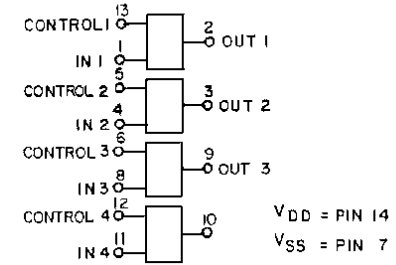 13
CONTROL 1 2
1 OUT 1
IN 1
5
CONTROL 2 3
4 OUT 2
IN 2
6
CONTROL 3 9
8 OUT 3
IN 3
12
CONTROL 4 10
11
IN 4
VDD = PIN 14
VSS = PIN 7